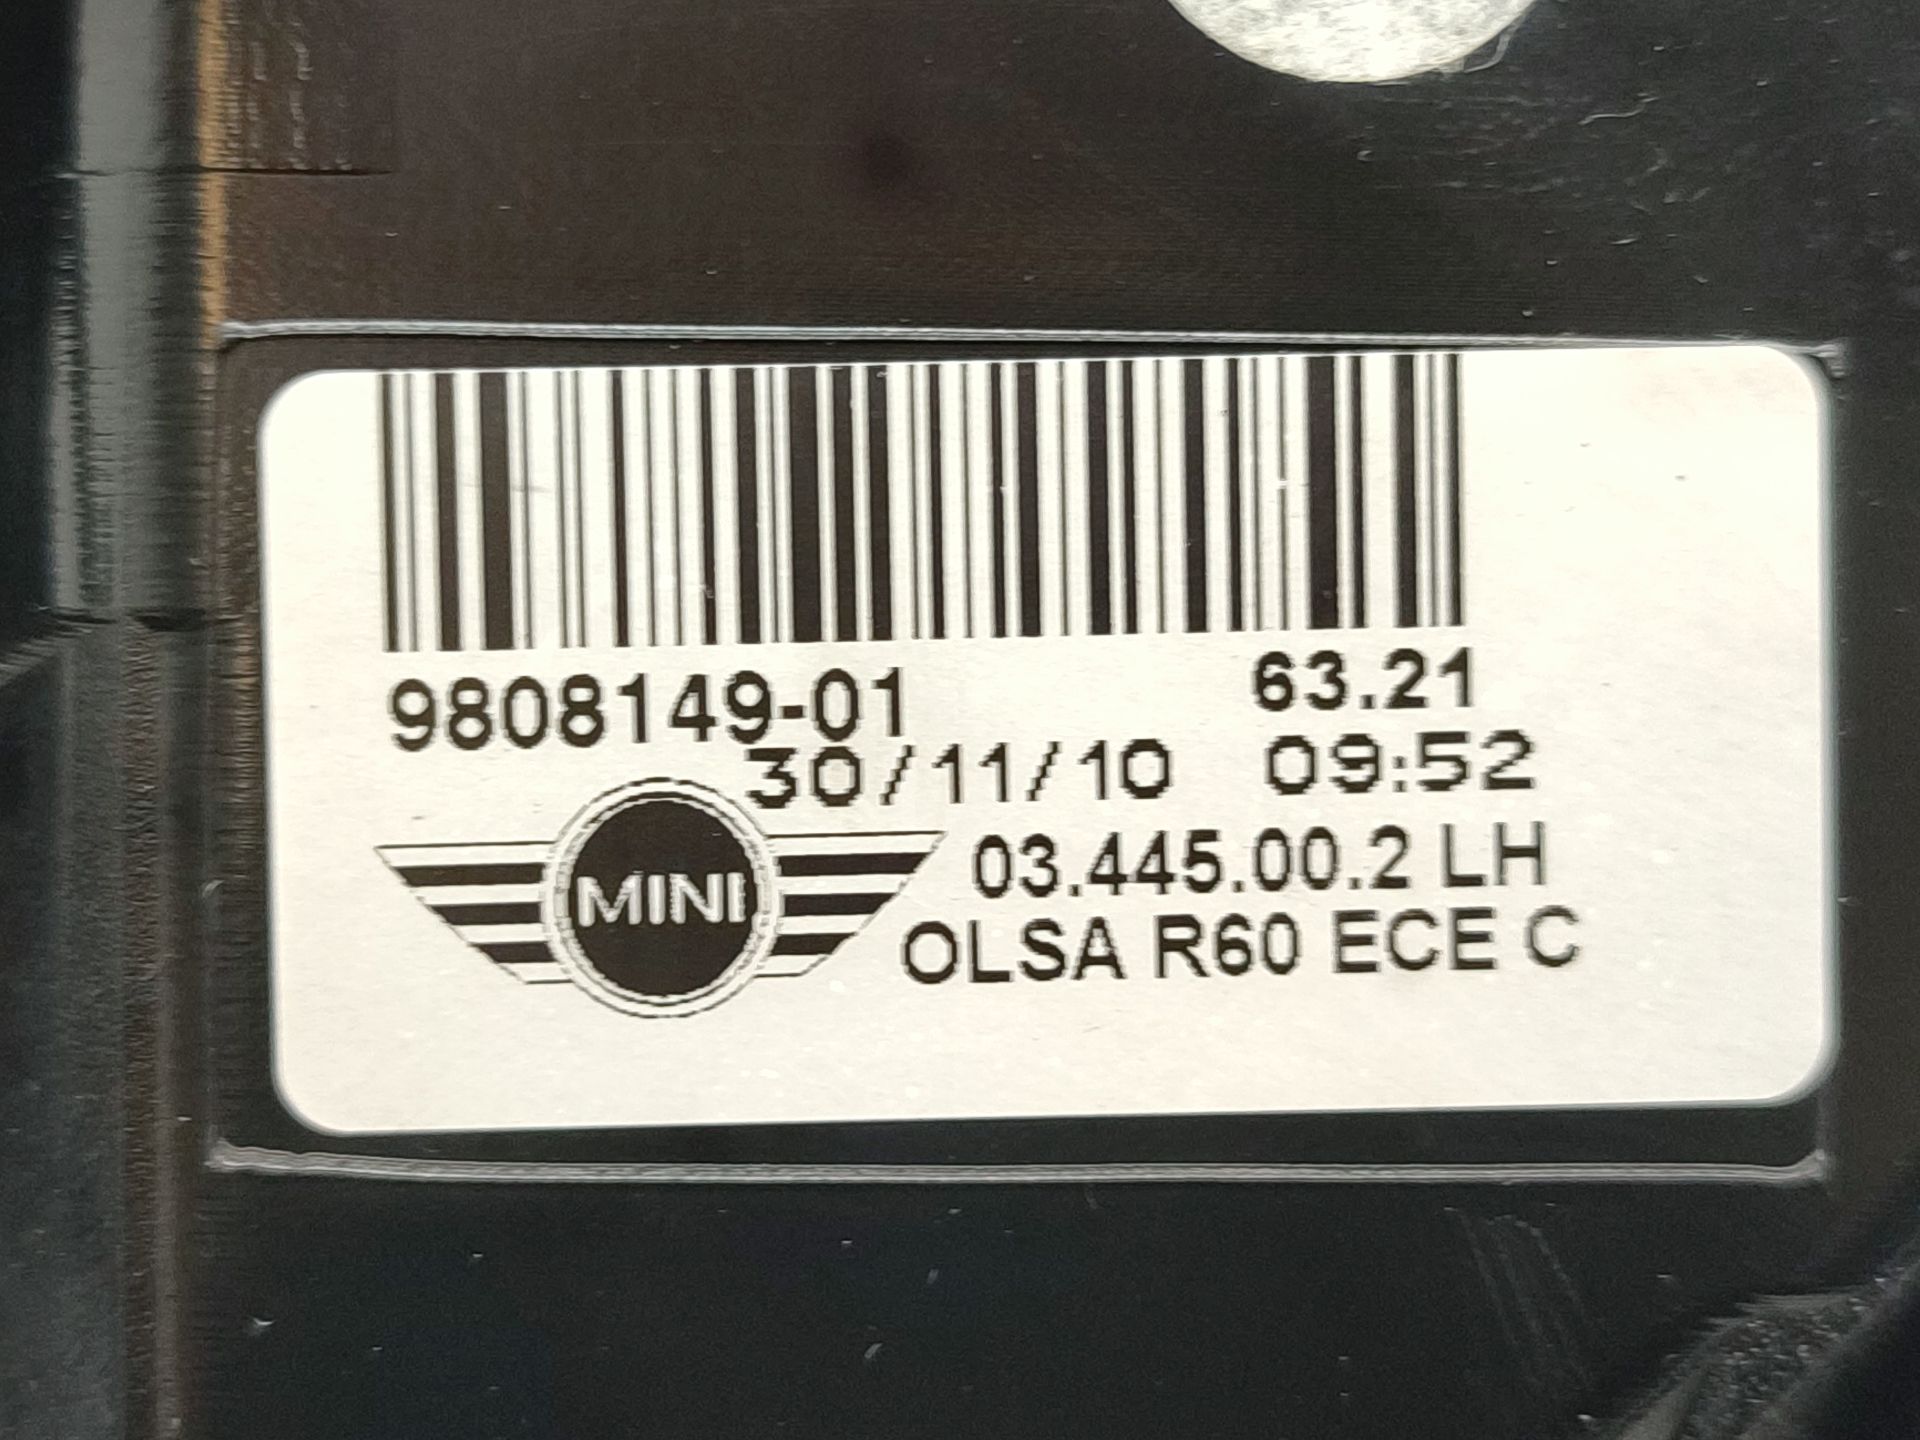 9808149-01 63.21
30/11/10 09:52
MINI
03.445.00.2 LH
OLSA R60 ECE C